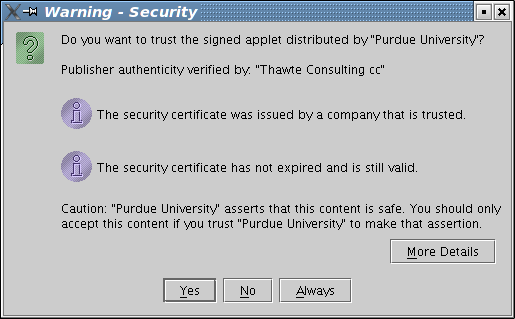 Warning - Security
Do you want to trust the signed applet distributed by "Purdue University"?
Publisher authenticity verified by: "Thawte Consulting cc"
The security certificate was issued by a company that is trusted.
The security certificate has not expired and is still valid.
Caution: "Purdue University" asserts that this content is safe. You should only
accept this content if you trust "Purdue University" to make that assertion.
More Details
Yes No Always